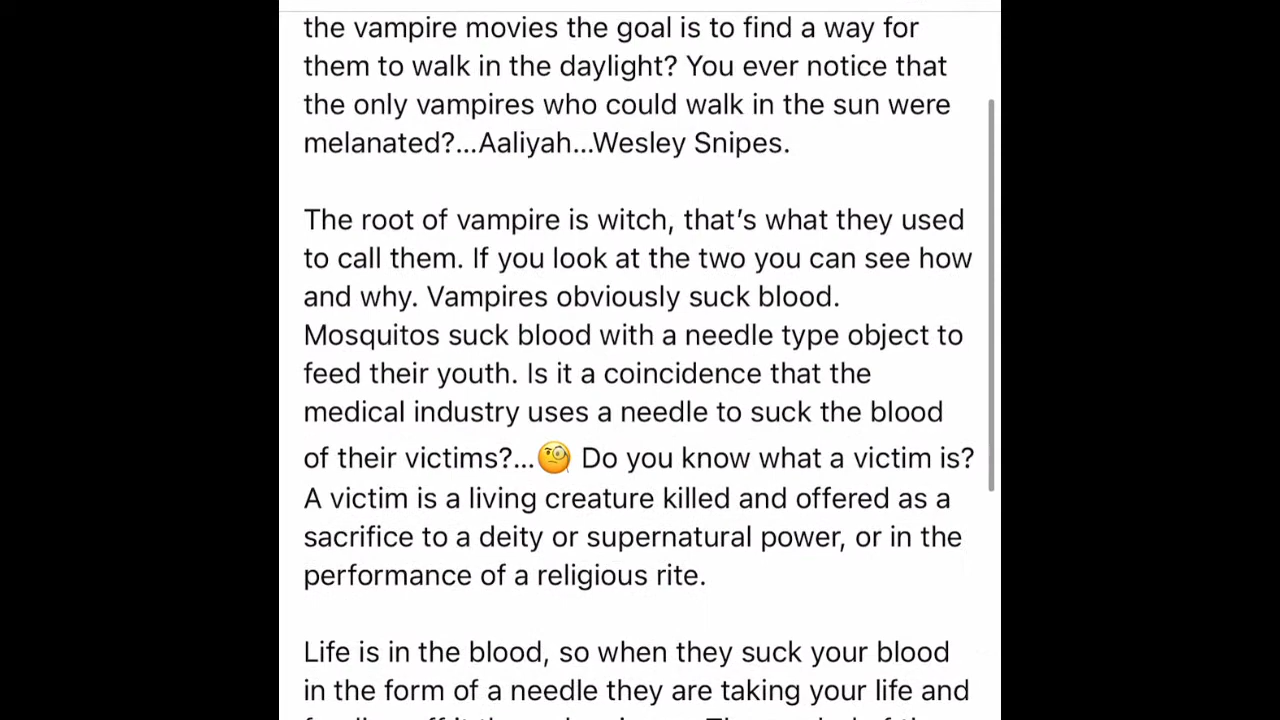 the vampire movies the goal is to find a way for
them to walk in the daylight? You ever notice that
the only vampires who could walk in the sun were
melanated?...Aaliyah...Wesley Snipes.
The root of vampire is witch, that's what they used
to call them. If you look at the two you can see how
and why. Vampires obviously suck blood.
Mosquitos suck blood with a needle type object to
feed their youth. Is it a coincidence that the
medical industry uses a needle to suck the blood
of their victims?...🧐 Do you know what a victim is?
A victim is a living creature killed and offered as a
sacrifice to a deity or supernatural power, or in the
performance of a religious rite.
Life is in the blood, so when they suck your blood
in the form of a needle they are taking your life and